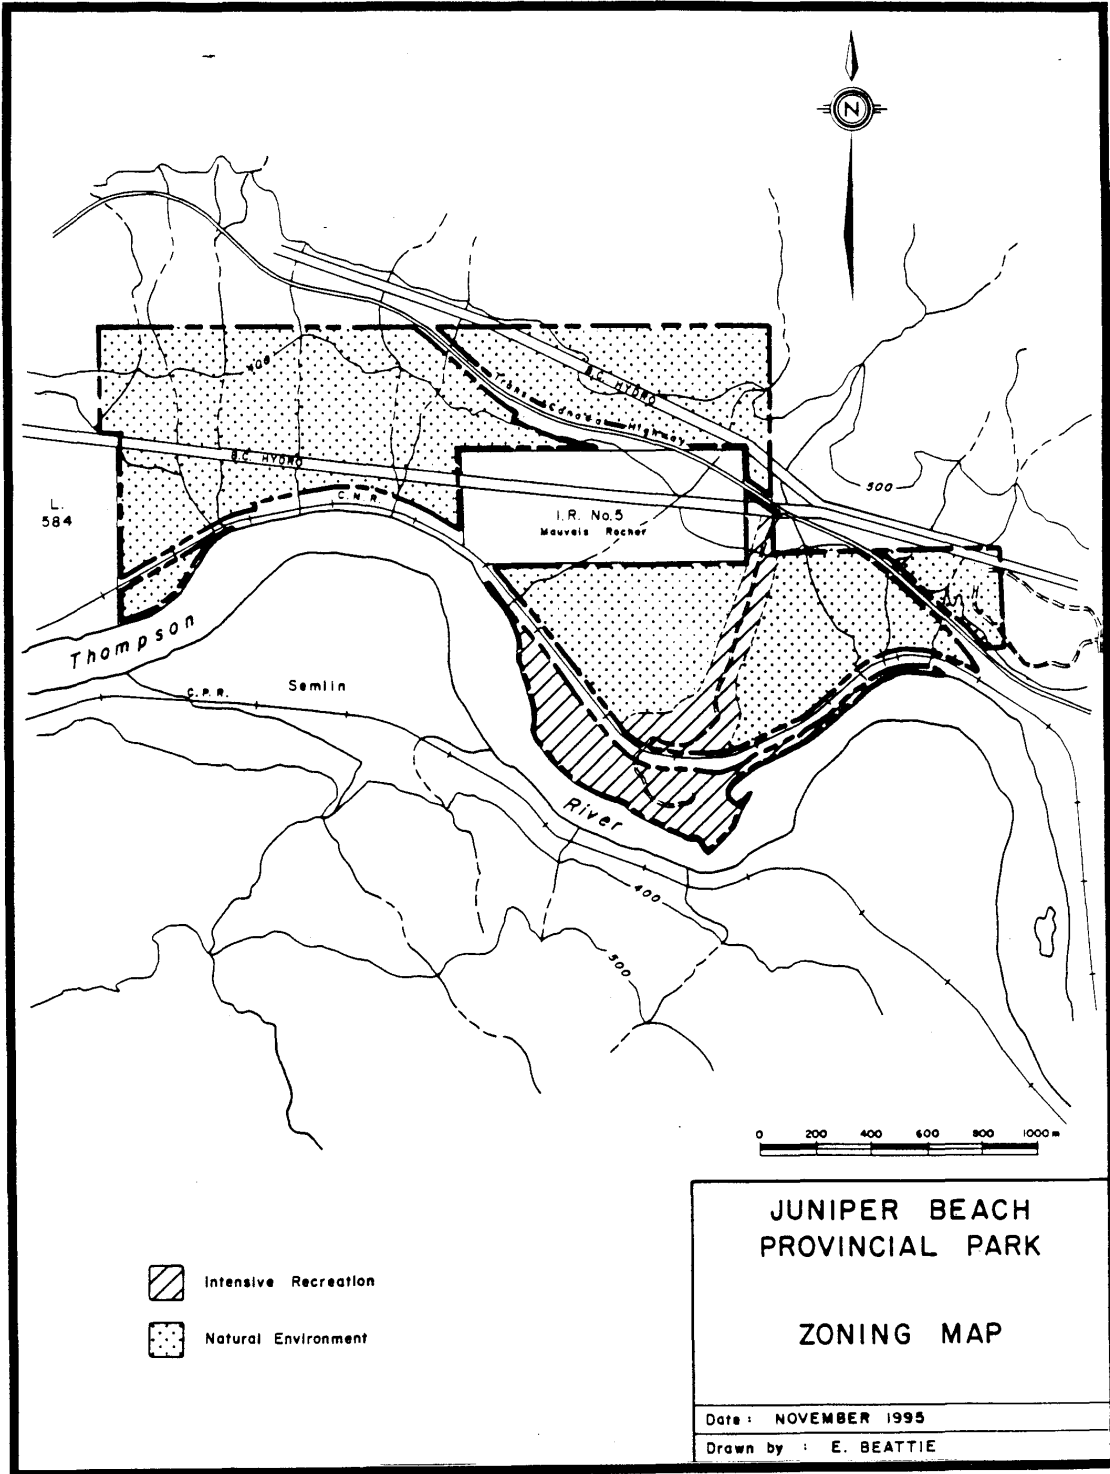 N
400
B.C. HYDRO
Trans Canada Highway
B.C. HYDRO
C.N.R.
L.
584
I.R. No.5
Mauvais Rocher
500
H
Thompson
C.P.R.
Semlin
River
400
500
0 200 400 600 800 1000 m
JUNIPER BEACH
PROVINCIAL PARK
ZONING MAP
Intensive Recreation
Natural Environment
Date : NOVEMBER 1995
Drawn by : E. BEATTIE